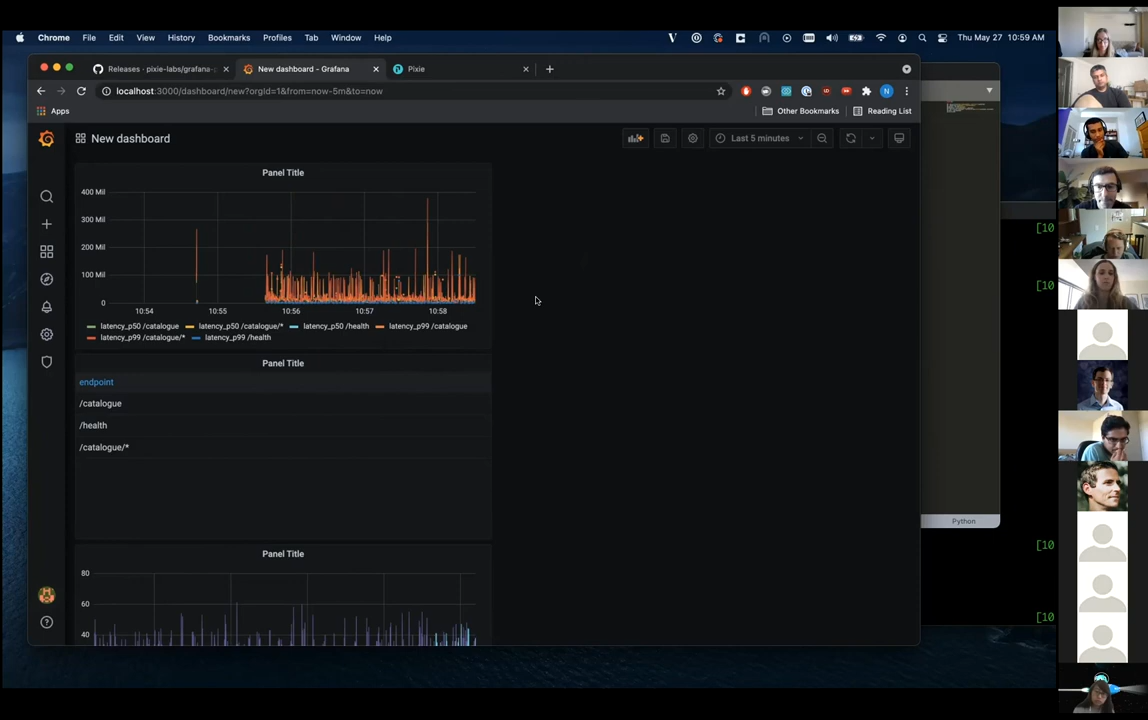 Chrome File Edit View History Bookmarks Profiles Tab Window Help Thu May 27 10:59 AM
Releases · pixie-labs/grafana-p New dashboard - Grafana Pixie
localhost:3000/dashboard/new?orgId=1&from=now-5m&to=now
Apps Other Bookmarks Reading List
New dashboard Last 5 minutes
Panel Title
400 Mil
300 Mil
200 Mil
100 Mil
0
10:54 10:55 10:56 10:57 10:58
latency_p50 /catalogue latency_p50 /catalogue/* latency_p50 /health latency_p99 /catalogue
latency_p99 /catalogue/* latency_p99 /health
Panel Title
endpoint
/catalogue
/health
/catalogue/*
Panel Title
80
60
40
[10
[10
Python
[10
[10